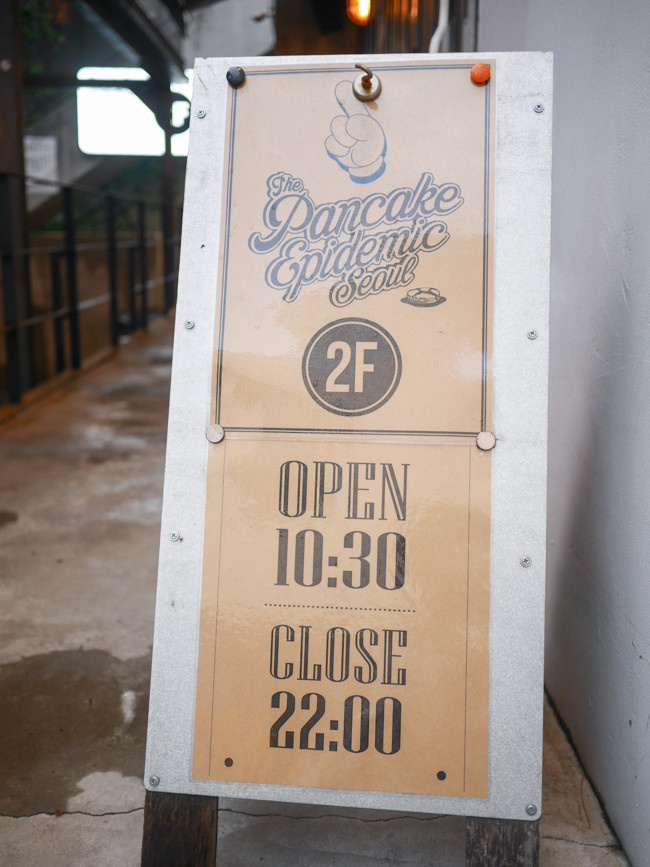 The
Pancake
Epidemic
Seoul
2F
OPEN
10:30
CLOSE
22:00